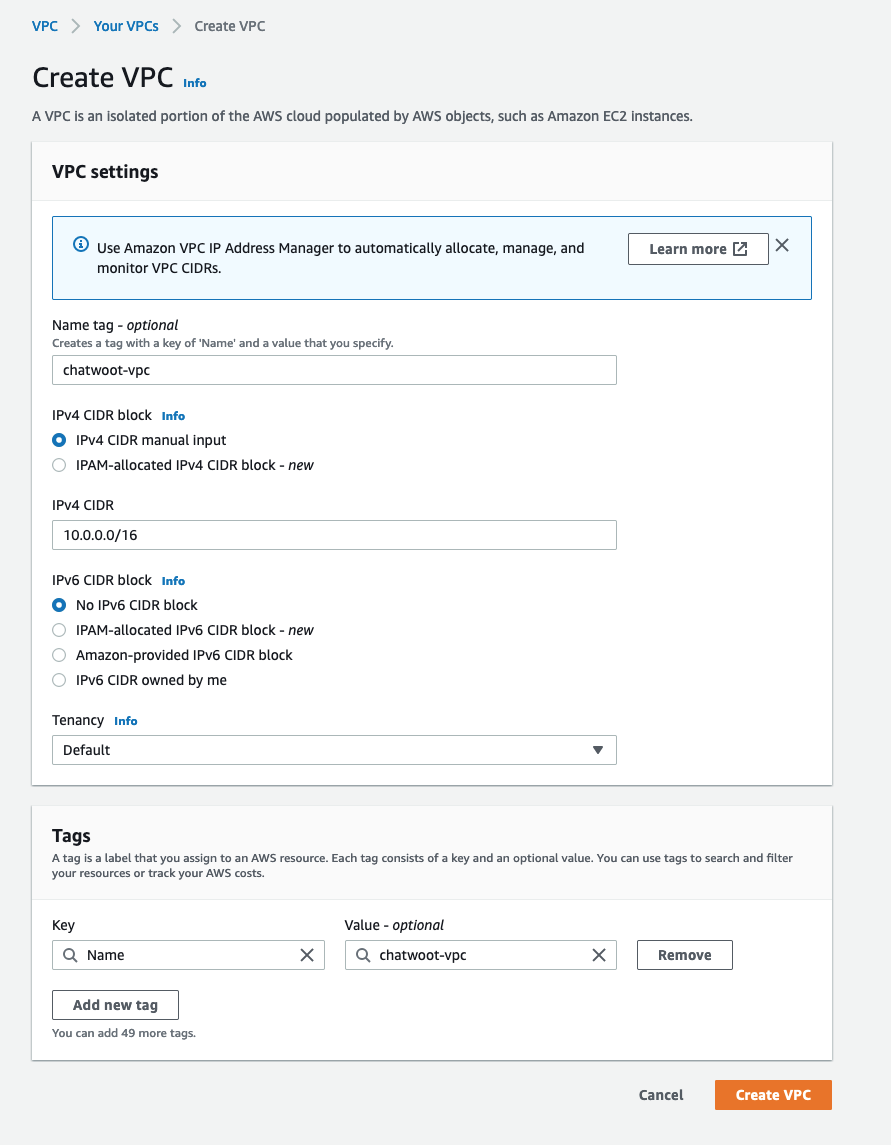 VPC > Your VPCs > Create VPC
Create VPC Info
A VPC is an isolated portion of the AWS cloud populated by AWS objects, such as Amazon EC2 instances.
VPC settings
Use Amazon VPC IP Address Manager to automatically allocate, manage, and
monitor VPC CIDRs.
Learn more
Name tag - optional
Creates a tag with a key of 'Name' and a value that you specify.
chatwoot-vpc
IPv4 CIDR block Info
IPv4 CIDR manual input
IPAM-allocated IPv4 CIDR block - new
IPv4 CIDR
10.0.0.0/16
IPv6 CIDR block Info
No IPv6 CIDR block
IPAM-allocated IPv6 CIDR block - new
Amazon-provided IPv6 CIDR block
IPv6 CIDR owned by me
Tenancy Info
Default
Tags
A tag is a label that you assign to an AWS resource. Each tag consists of a key and an optional value. You can use tags to search and filter
your resources or track your AWS costs.
Key Value - optional
Name chatwoot-vpc Remove
Add new tag
You can add 49 more tags.
Cancel Create VPC